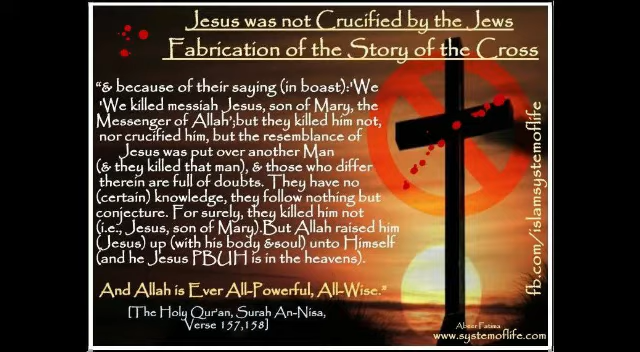 Jesus was not Crucified by the Jews
Fabrication of the Story of the Cross
"& because of their saying (in boast):'We
'We killed messiah Jesus, son of Mary, the
Messenger of Allah';but they killed him not,
nor crucified him, but the resemblance of
Jesus was put over another Man
(& they killed that man), & those who differ
therein are full of doubts. They have no
(certain) knowledge, they follow nothing but
conjecture. For surely, they killed him not
(i.e., Jesus, son of Mary).But Allah raised him
(Jesus) up (with his body &soul) unto Himself
(and he Jesus PBUH is in the heavens).
And Allah is Ever All-Powerful, All-Wise."
[The Holy Qur'an, Surah An-Nisa,
Verse 157,158]
fb.com/islamsystemoflife
Abeer Fatima
www.systemoflife.com